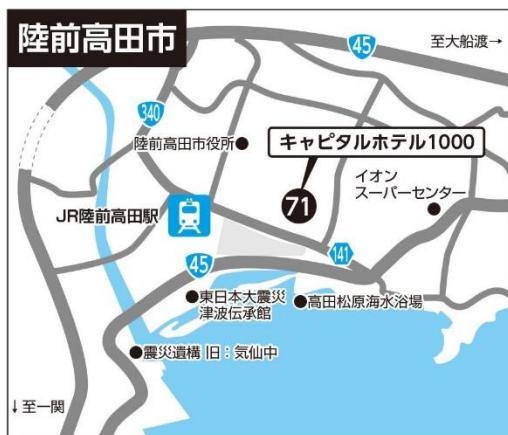 陸前高田市
45
至大船渡→
340
陸前高田市役所
キャピタルホテル1000
71
イオン
スーパーセンター
JR陸前高田駅
141
45
東日本大震災
津波伝承館
高田松原海水浴場
震災遺構 旧：気仙中
↓至一関